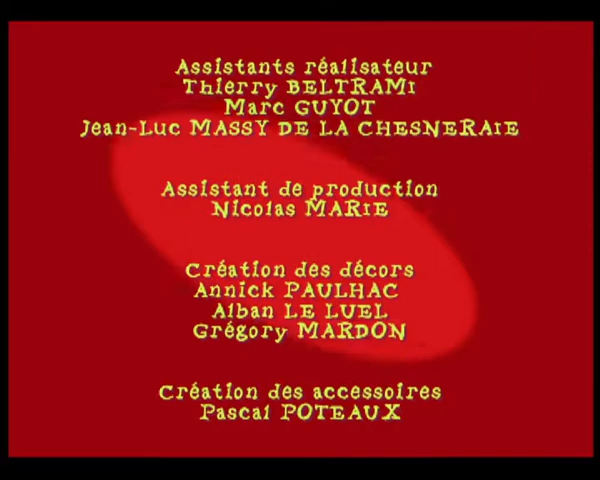 Assistants réalisateur
Thierry BELTRAMI
Marc GUYOT
Jean-Luc MASSY DE LA CHESNERAIE
Assistant de production
Nicolas MARIE
Création des décors
Annick PAULHAC
Alban LE LUEL
Grégory MARDON
Création des accessoires
Pascal POTEAUX